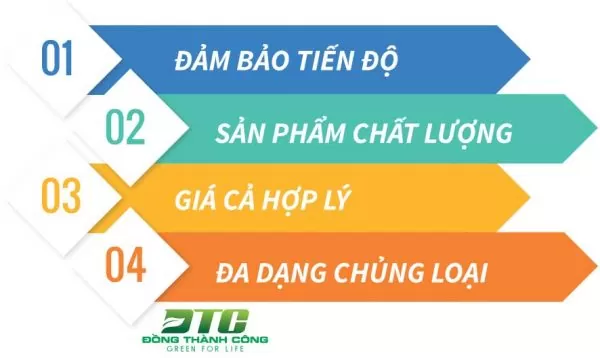 01 ĐẢM BẢO TIẾN ĐỘ
02 SẢN PHẨM CHẤT LƯỢNG
03 GIÁ CẢ HỢP LÝ
04 ĐA DẠNG CHỦNG LOẠI
DTC
ĐỒNG THÀNH CÔNG
GREEN FOR LIFE